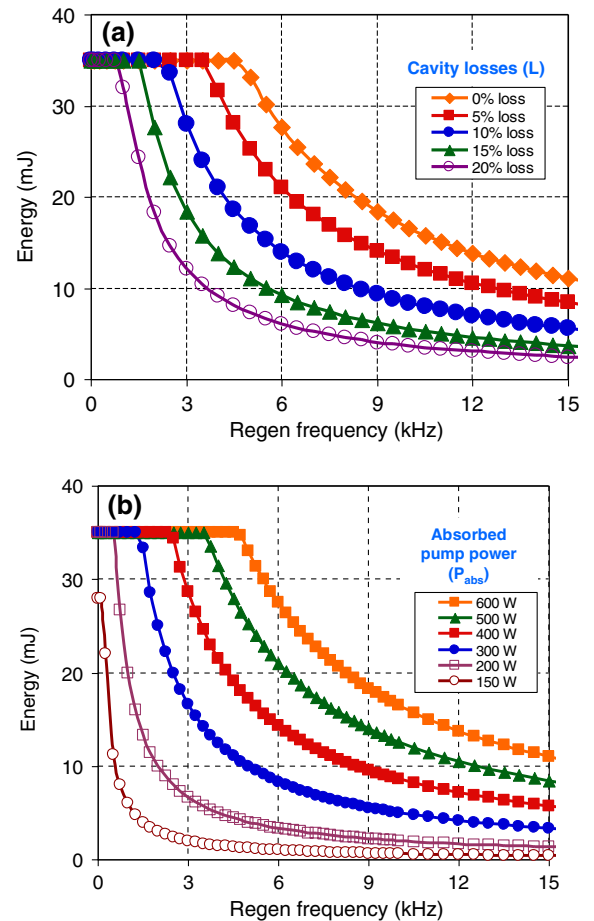 (a)
Cavity losses (L)
0% loss
5% loss
10% loss
15% loss
20% loss
Energy (mJ)
40
30
20
10
0
0 3 6 9 12 15
Regen frequency (kHz)
(b)
Absorbed
pump power
(Pabs)
600 W
500 W
400 W
300 W
200 W
150 W
Energy (mJ)
40
30
20
10
0
0 3 6 9 12 15
Regen frequency (kHz)